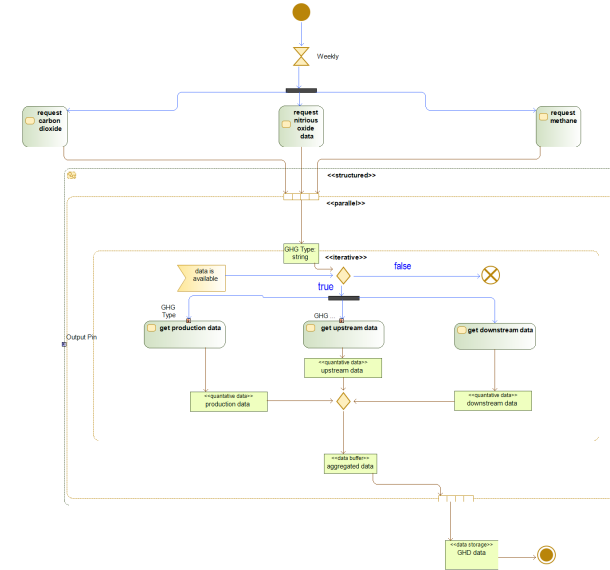 Weekly
request
carbon
dioxide
request
nitrious
oxide
data
request
methane
<<structured>>
<<parallel>>
GHG Type:
string
<<iterative>>
data is
available
false
true
GHG
Type
GHG ...
get production data
get upstream data
get downstream data
Output Pin
<<quantative data>>
upstream data
<<quantative data>>
production data
<<quantative data>>
downstream data
<<data buffer>>
aggregated data
<<data storage>>
GHD data